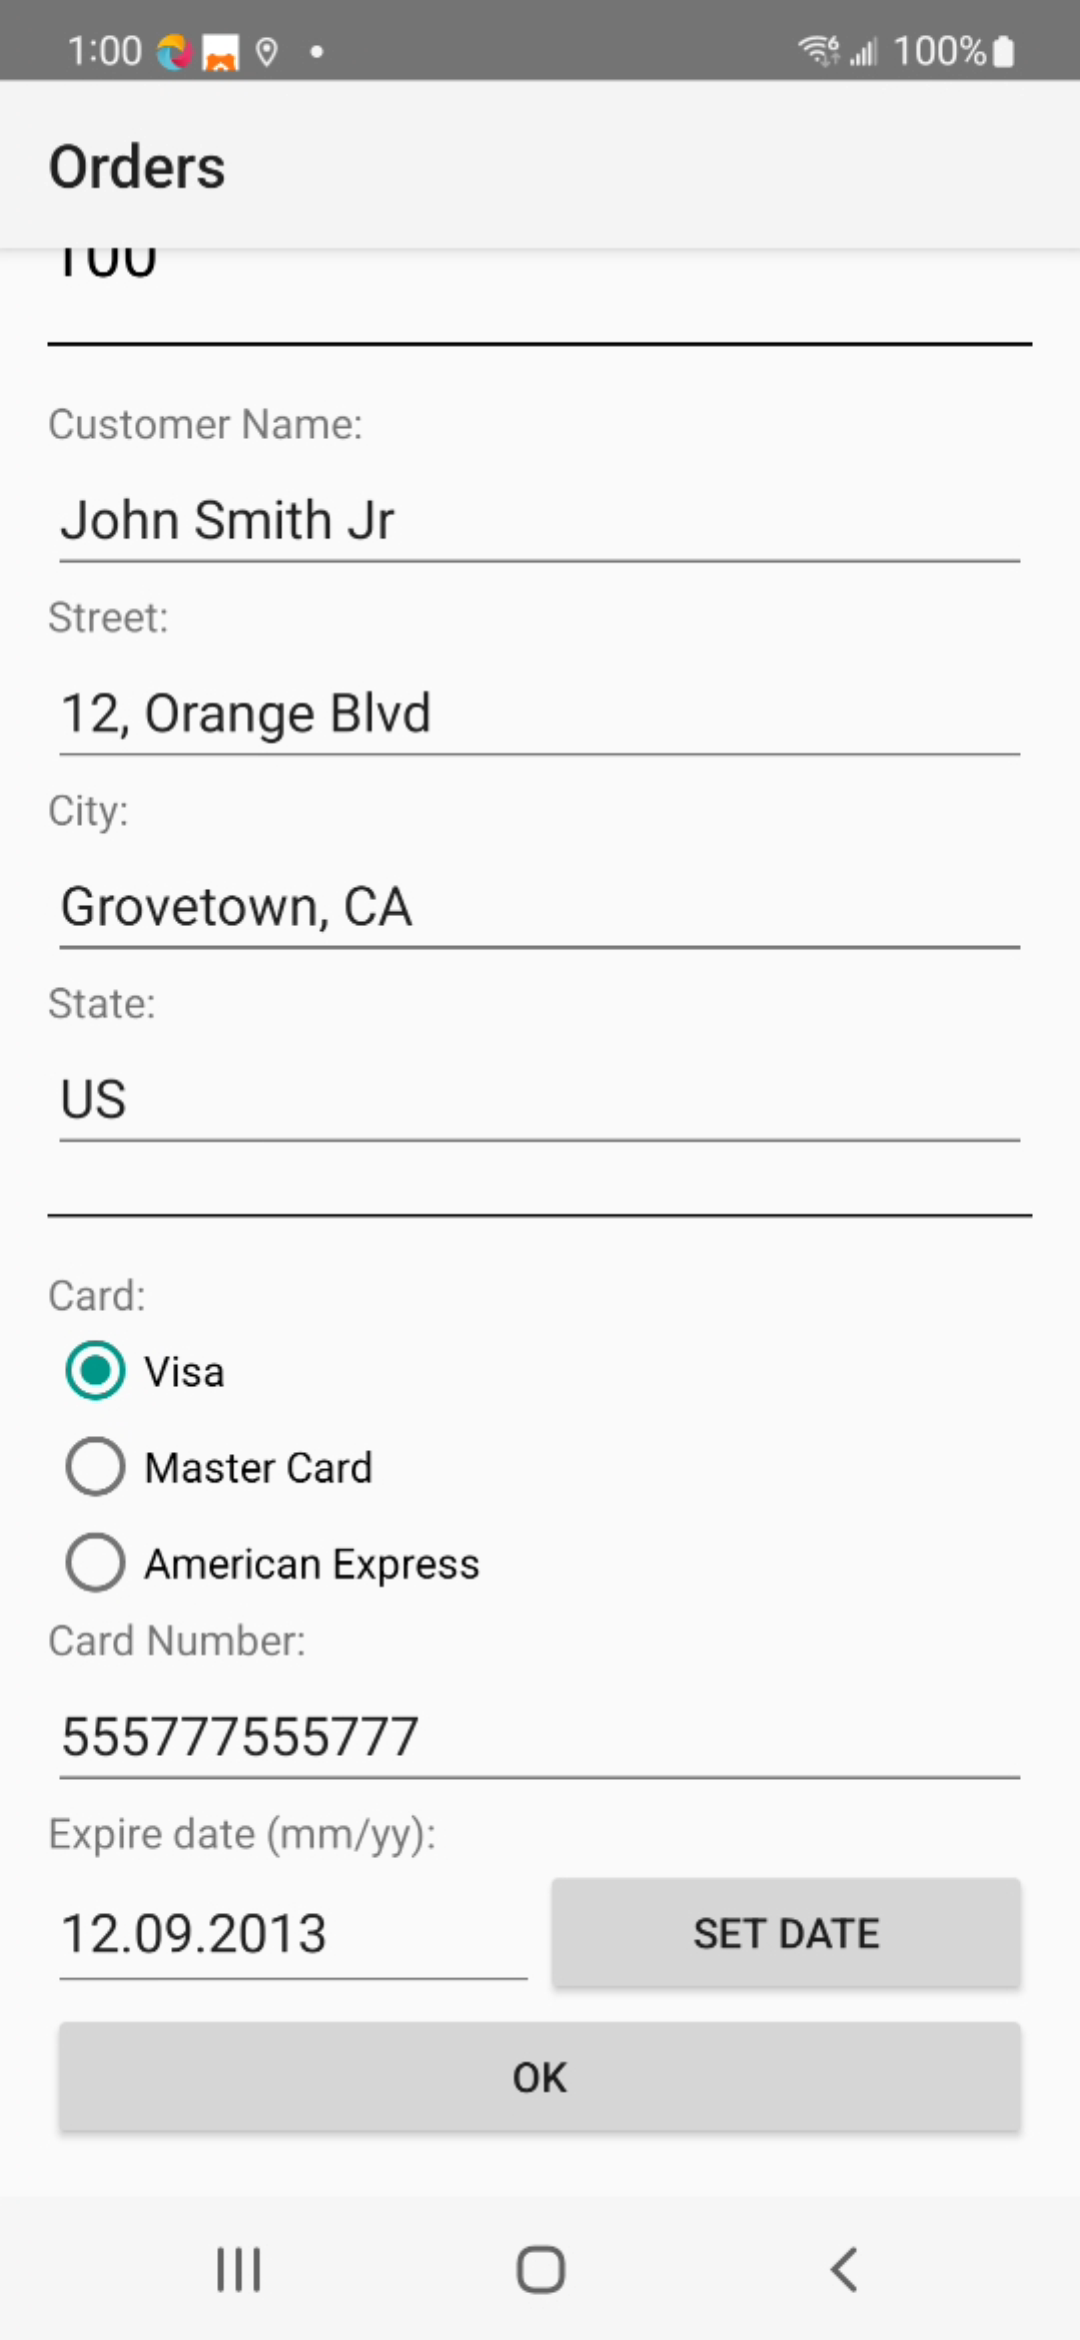 1:00 100%
Orders
100
Customer Name:
John Smith Jr
Street:
12, Orange Blvd
City:
Grovetown, CA
State:
US
Card:
Visa
Master Card
American Express
Card Number:
555777555777
Expire date (mm/yy):
12.09.2013 SET DATE
OK